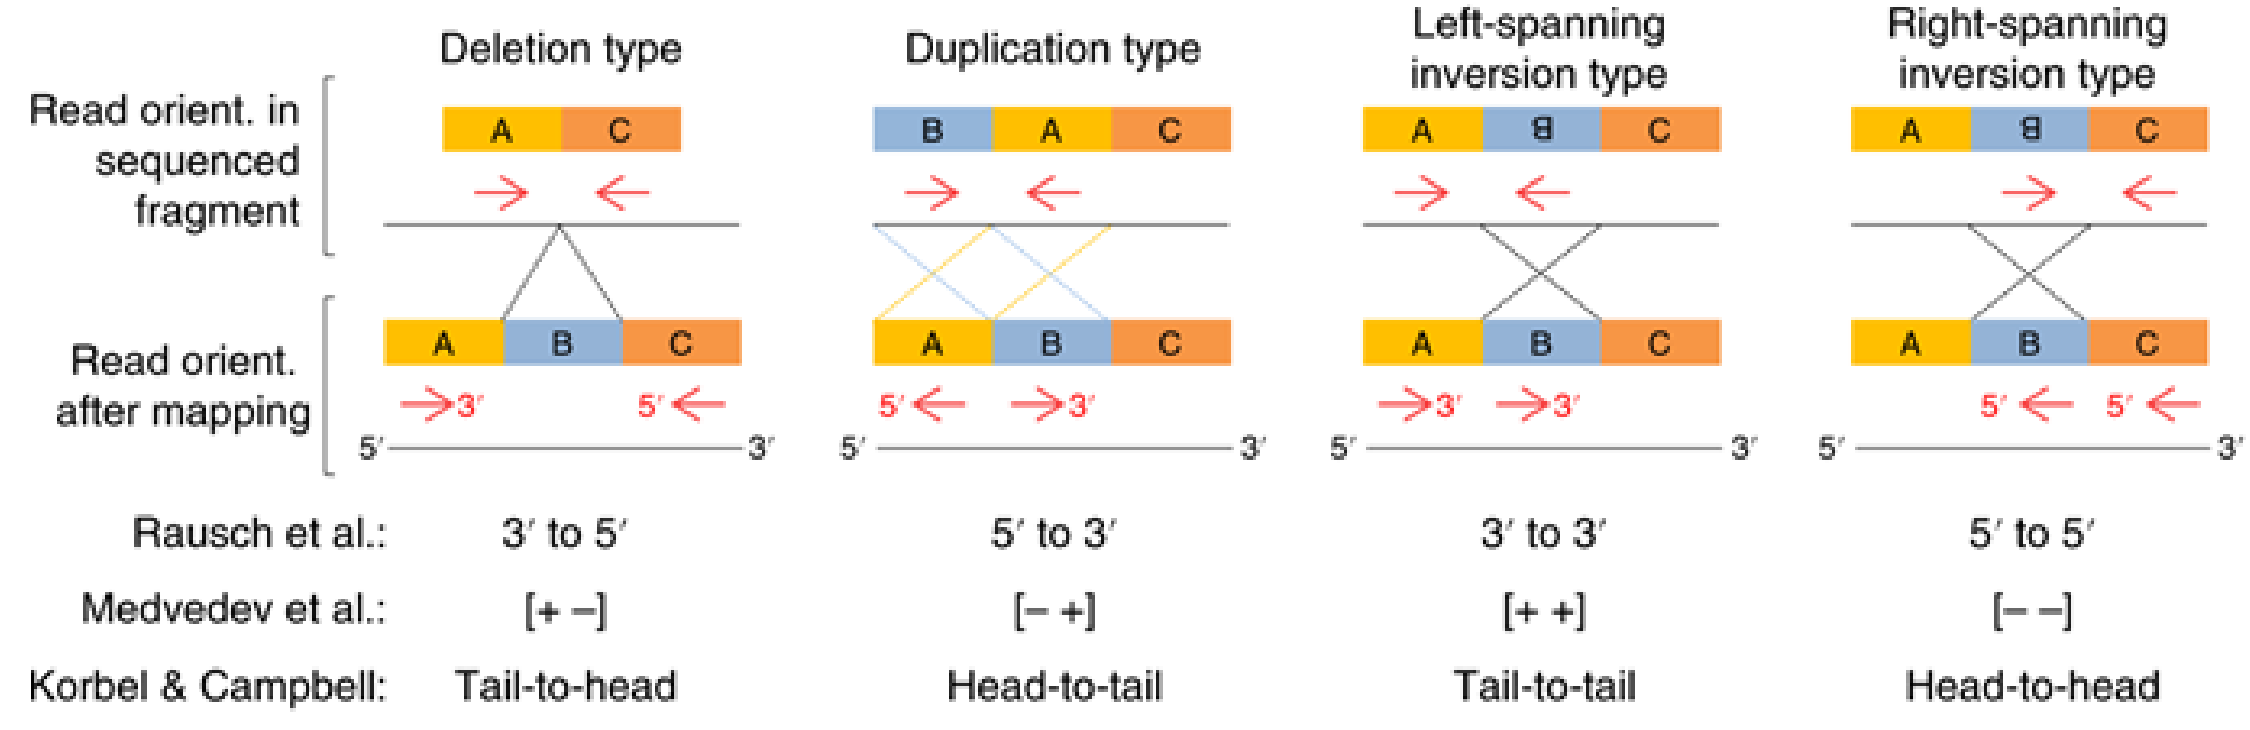 Deletion type
Duplication type
Left-spanning
inversion type
Right-spanning
inversion type
Read orient. in
sequenced
fragment
A C
B A C
A B C
A B C
Read orient.
after mapping
A B C
A B C
A B C
A B C
3′ 5′
5′ 3′
3′ 3′
5′ 5′
5′ 3′
5′ 3′
5′ 3′
5′ 3′
Rausch et al.: 3′ to 5′ 5′ to 3′ 3′ to 3′ 5′ to 5′
Medvedev et al.: [+ –] [– +] [+ +] [– –]
Korbel & Campbell: Tail-to-head Head-to-tail Tail-to-tail Head-to-head